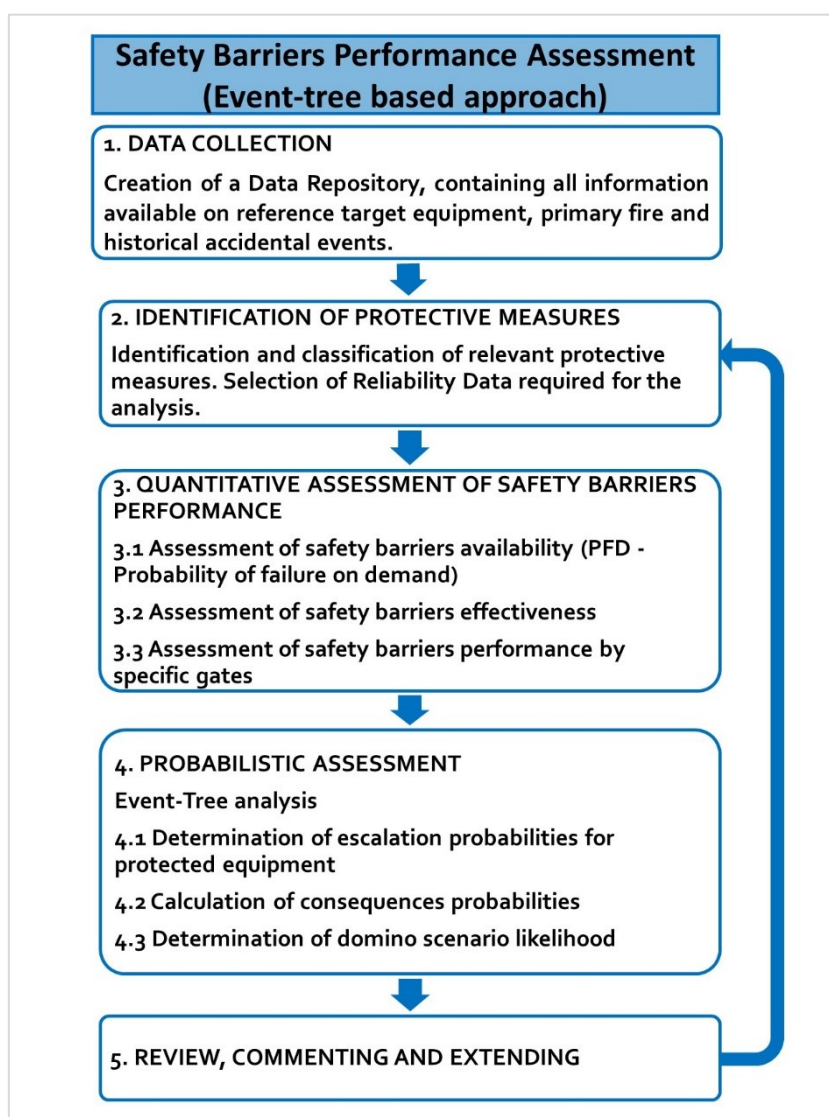 Safety Barriers Performance Assessment
(Event-tree based approach)
1. DATA COLLECTION
Creation of a Data Repository, containing all information
available on reference target equipment, primary fire and
historical accidental events.
2. IDENTIFICATION OF PROTECTIVE MEASURES
Identification and classification of relevant protective
measures. Selection of Reliability Data required for the
analysis.
3. QUANTITATIVE ASSESSMENT OF SAFETY BARRIERS
PERFORMANCE
3.1 Assessment of safety barriers availability (PFD -
Probability of failure on demand)
3.2 Assessment of safety barriers effectiveness
3.3 Assessment of safety barriers performance by
specific gates
4. PROBABILISTIC ASSESSMENT
Event-Tree analysis
4.1 Determination of escalation probabilities for
protected equipment
4.2 Calculation of consequences probabilities
4.3 Determination of domino scenario likelihood
5. REVIEW, COMMENTING AND EXTENDING